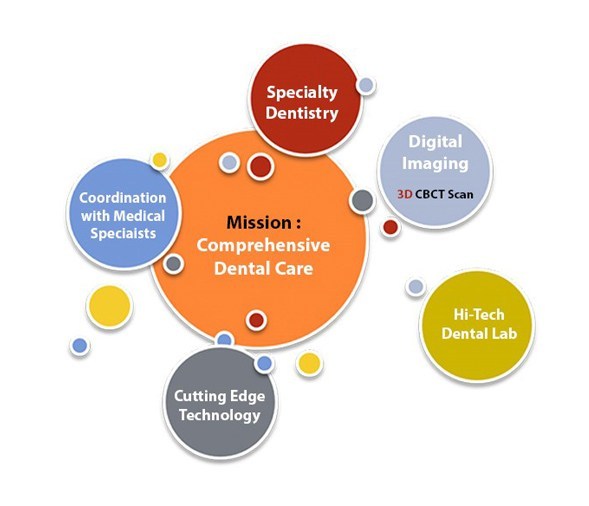 Specialty
Dentistry
Digital
Imaging
3D CBCT Scan
Coordination
with Medical
Speciaists
Mission :
Comprehensive
Dental Care
Hi-Tech
Dental Lab
Cutting Edge
Technology